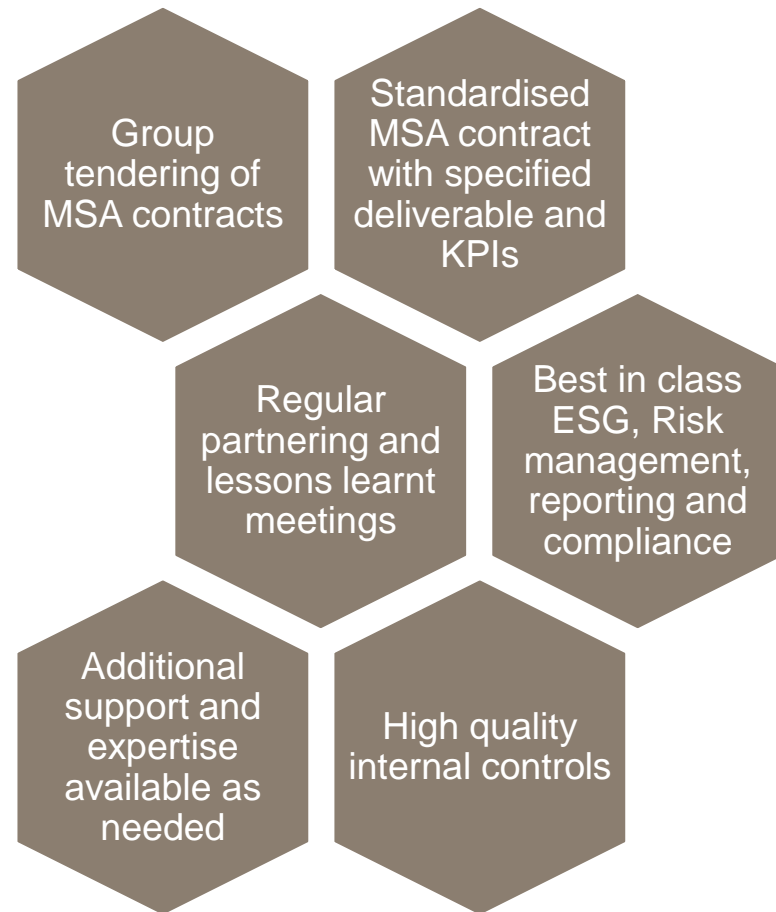 Group
tendering of
MSA contracts
Standardised
MSA contract
with specified
deliverable and
KPIs
Regular
partnering and
lessons learnt
meetings
Best in class
ESG, Risk
management,
reporting and
compliance
Additional
support and
expertise
available as
needed
High quality
internal controls